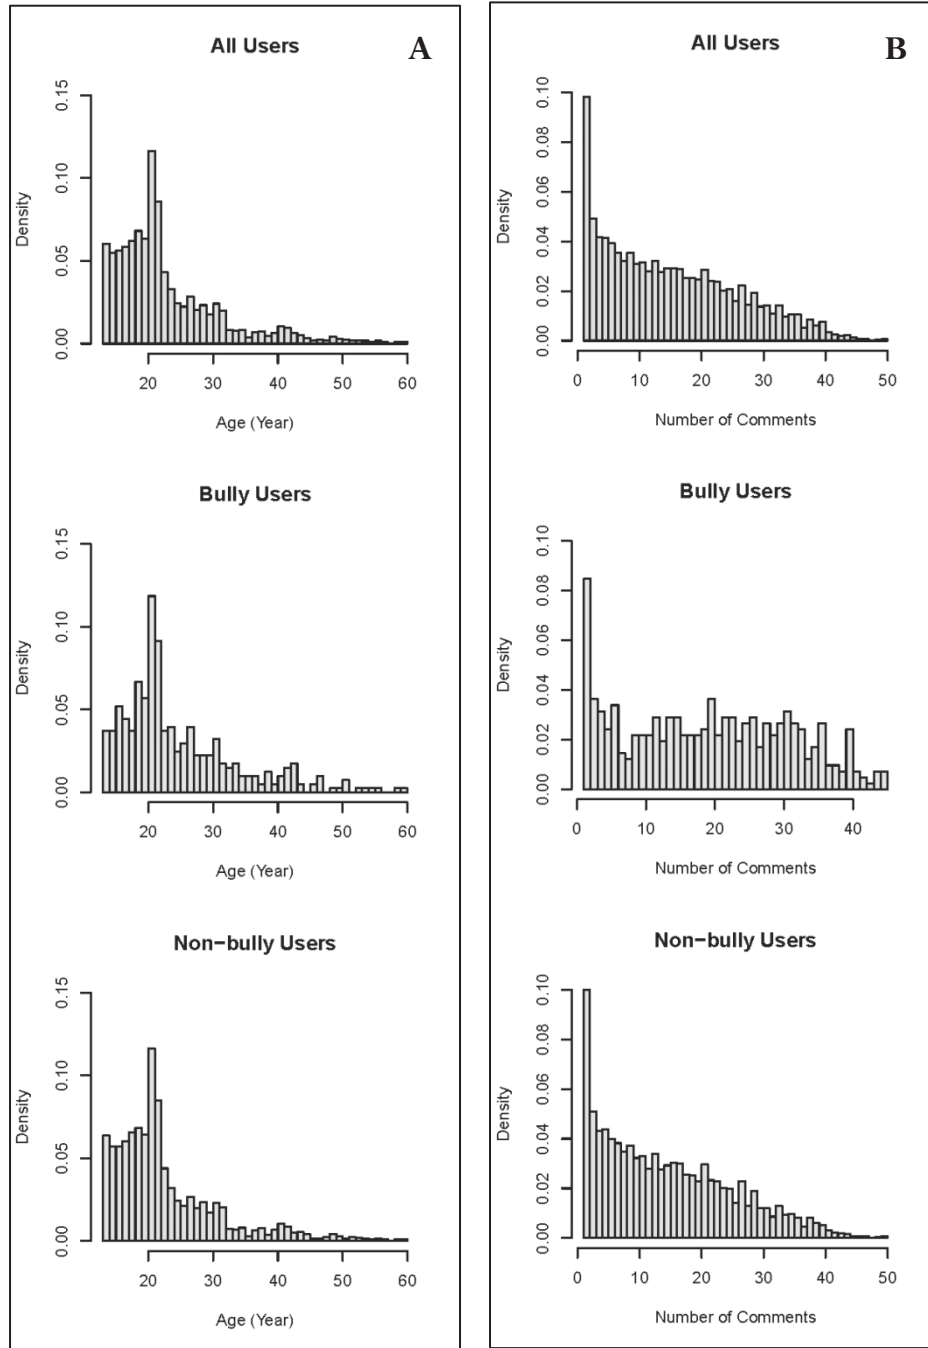 A
All Users
Density
0.00 0.05 0.10 0.15
20 30 40 50 60
Age (Year)
Bully Users
Density
0.00 0.05 0.10 0.15
20 30 40 50 60
Age (Year)
Non-bully Users
Density
0.00 0.05 0.10 0.15
20 30 40 50 60
Age (Year)
B
All Users
Density
0.00 0.02 0.04 0.06 0.08 0.10
0 10 20 30 40 50
Number of Comments
Bully Users
Density
0.00 0.02 0.04 0.06 0.08 0.10
0 10 20 30 40
Number of Comments
Non-bully Users
Density
0.00 0.02 0.04 0.06 0.08 0.10
0 10 20 30 40 50
Number of Comments